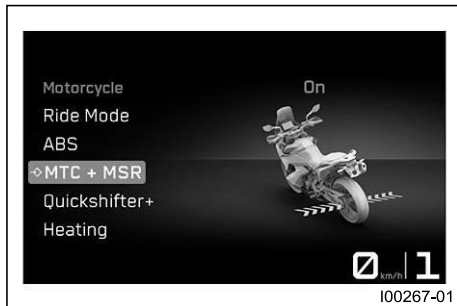 Motorcycle
On
Ride Mode
ABS
MTC + MSR
Quickshifter+
Heating
0 km/h 1
I00267-01